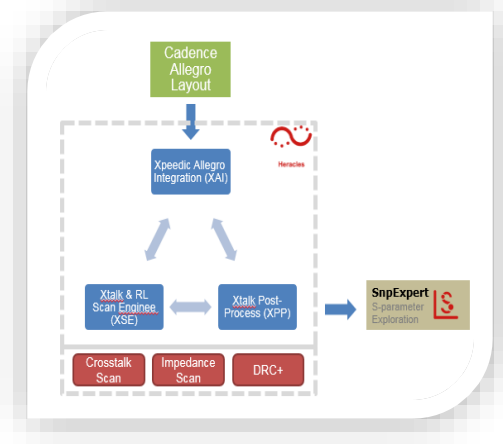 Cadence
Allegro
Layout
Heracles
Xpeedic Allegro
Integration (XAI)
Xtalk & RL
Scan Enginee
(XSE)
Xtalk Post-
Process (XPP)
SnpExpert
S-parameter
Exploration
S
Crosstalk
Scan
Impedance
Scan
DRC+